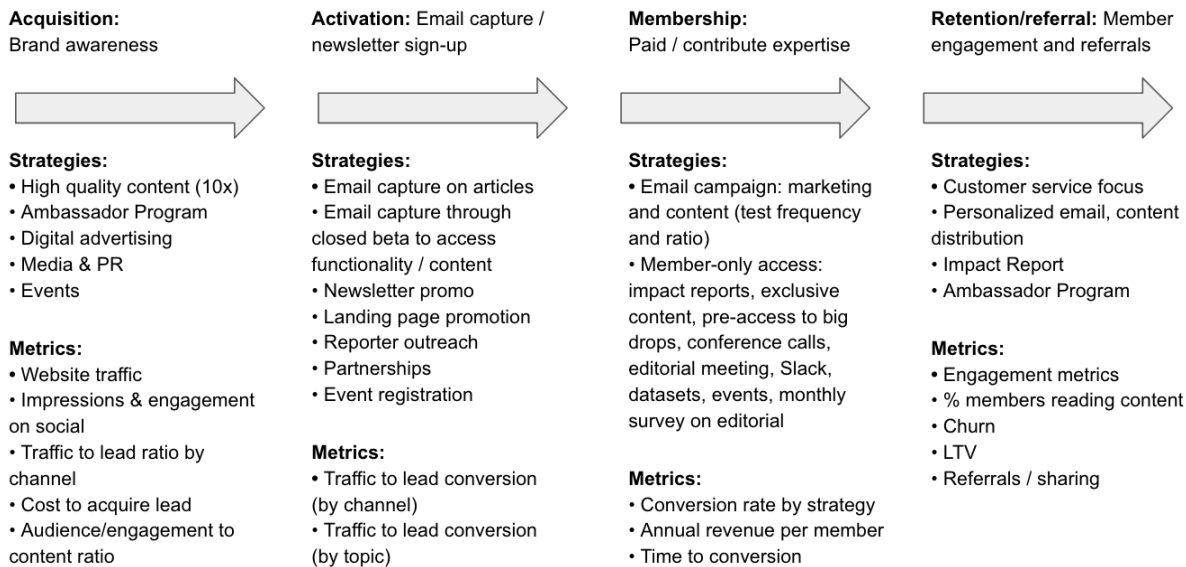 Acquisition:
Brand awareness
Strategies:
• High quality content (10x)
• Ambassador Program
• Digital advertising
• Media & PR
• Events
Metrics:
• Website traffic
• Impressions & engagement
on social
• Traffic to lead ratio by
channel
• Cost to acquire lead
• Audience/engagement to
content ratio
Activation: Email capture /
newsletter sign-up
Strategies:
• Email capture on articles
• Email capture through
closed beta to access
functionality / content
• Newsletter promo
• Landing page promotion
• Reporter outreach
• Partnerships
• Event registration
Metrics:
• Traffic to lead conversion
(by channel)
• Traffic to lead conversion
(by topic)
Membership:
Paid / contribute expertise
Strategies:
• Email campaign: marketing
and content (test frequency
and ratio)
• Member-only access:
impact reports, exclusive
content, pre-access to big
drops, conference calls,
editorial meeting, Slack,
datasets, events, monthly
survey on editorial
Metrics:
• Conversion rate by strategy
• Annual revenue per member
• Time to conversion
Retention/referral: Member
engagement and referrals
Strategies:
• Customer service focus
• Personalized email, content
distribution
• Impact Report
• Ambassador Program
Metrics:
• Engagement metrics
• % members reading content
• Churn
• LTV
• Referrals / sharing